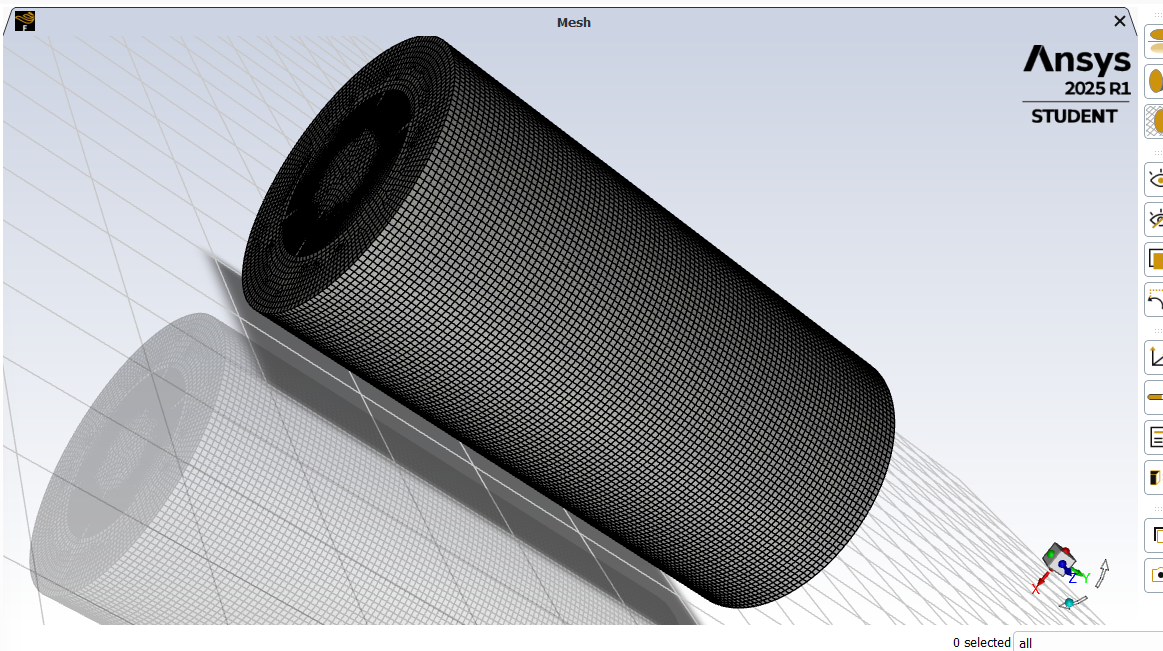 Mesh
Ansys
2025 R1
STUDENT
X
Y
Z
0 selected
all